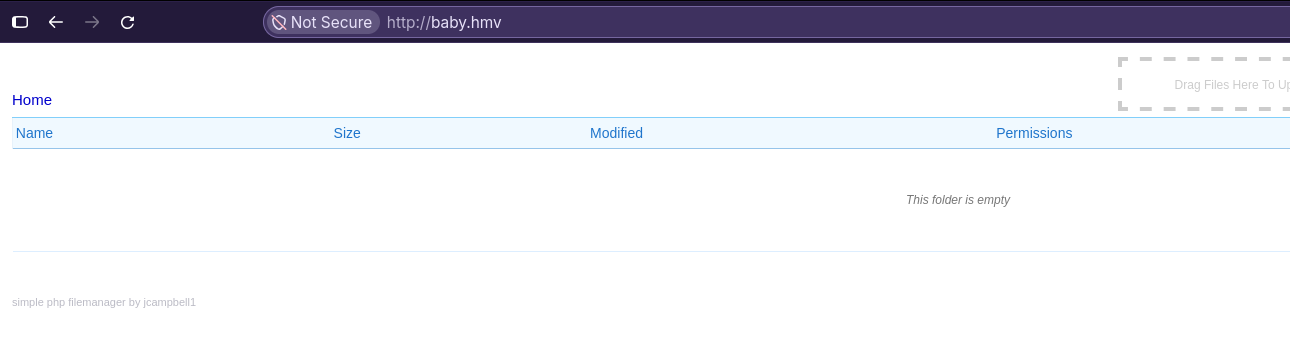 Not Secure http://baby.hmv
Drag Files Here To Up
Home
Name Size Modified Permissions
This folder is empty
simple php filemanager by jcampbell1